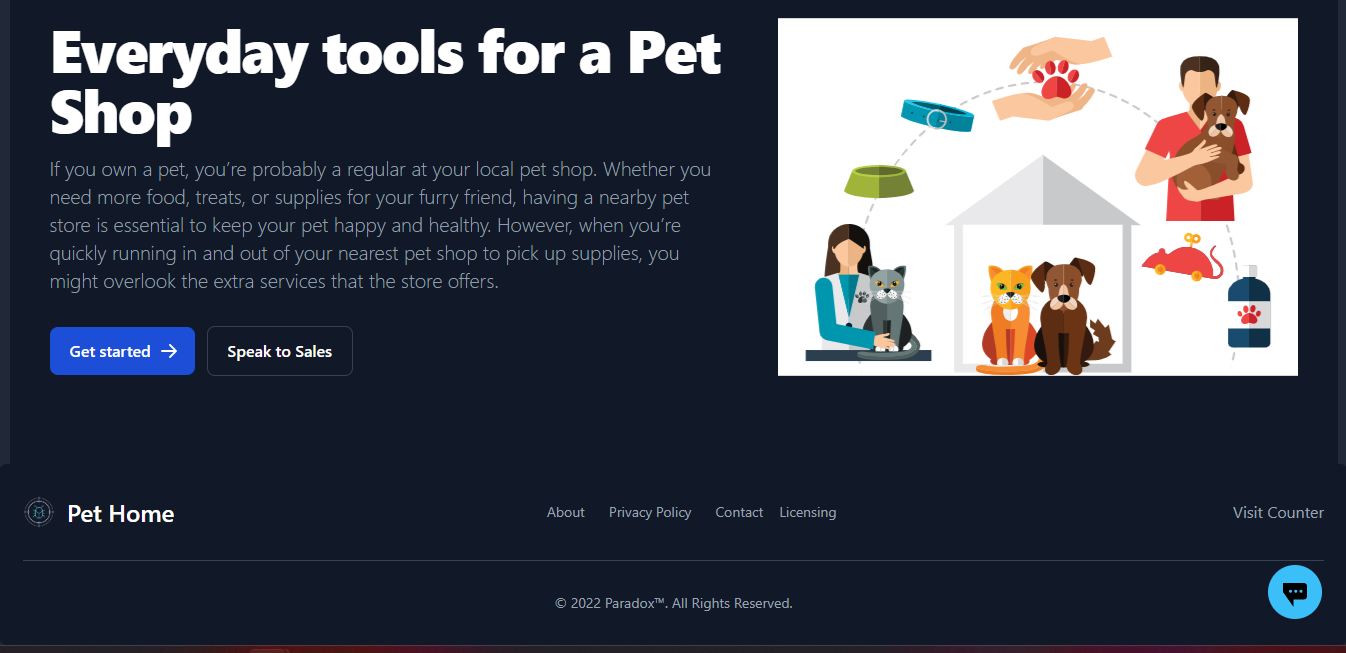 Everyday tools for a Pet
Shop
If you own a pet, you’re probably a regular at your local pet shop. Whether you
need more food, treats, or supplies for your furry friend, having a nearby pet
store is essential to keep your pet happy and healthy. However, when you’re
quickly running in and out of your nearest pet shop to pick up supplies, you
might overlook the extra services that the store offers.
Get started Speak to Sales
Pet Home About Privacy Policy Contact Licensing Visit Counter
© 2022 Paradox™. All Rights Reserved.